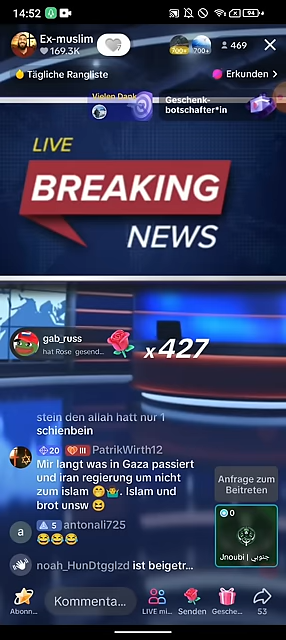 14:52
94
Ex-muslim
169.3K
700+
700+
469
Tägliche Rangliste
Erkunden >
Vielen Dank
Geschenk-
botschafter*in
LIVE
BREAKING
NEWS
gab_russ
hat Rose gesend...
x427
stein den allah hatt nur 1
schienbein
20 III PatrikWirth12
Mir langt was in Gaza passiert
und iran regierung um nicht
zum islam 🤭🤷‍♂️. Islam und
brot unsw 😆
Anfrage zum
Beitreten
0
a
5 antonali725
😂😂😂
Jnoubi | جنوبي
noah_HunDtgglzd ist beigetr...
Abonn...
Kommenta...
LIVE mi...
Senden
Gesche...
53